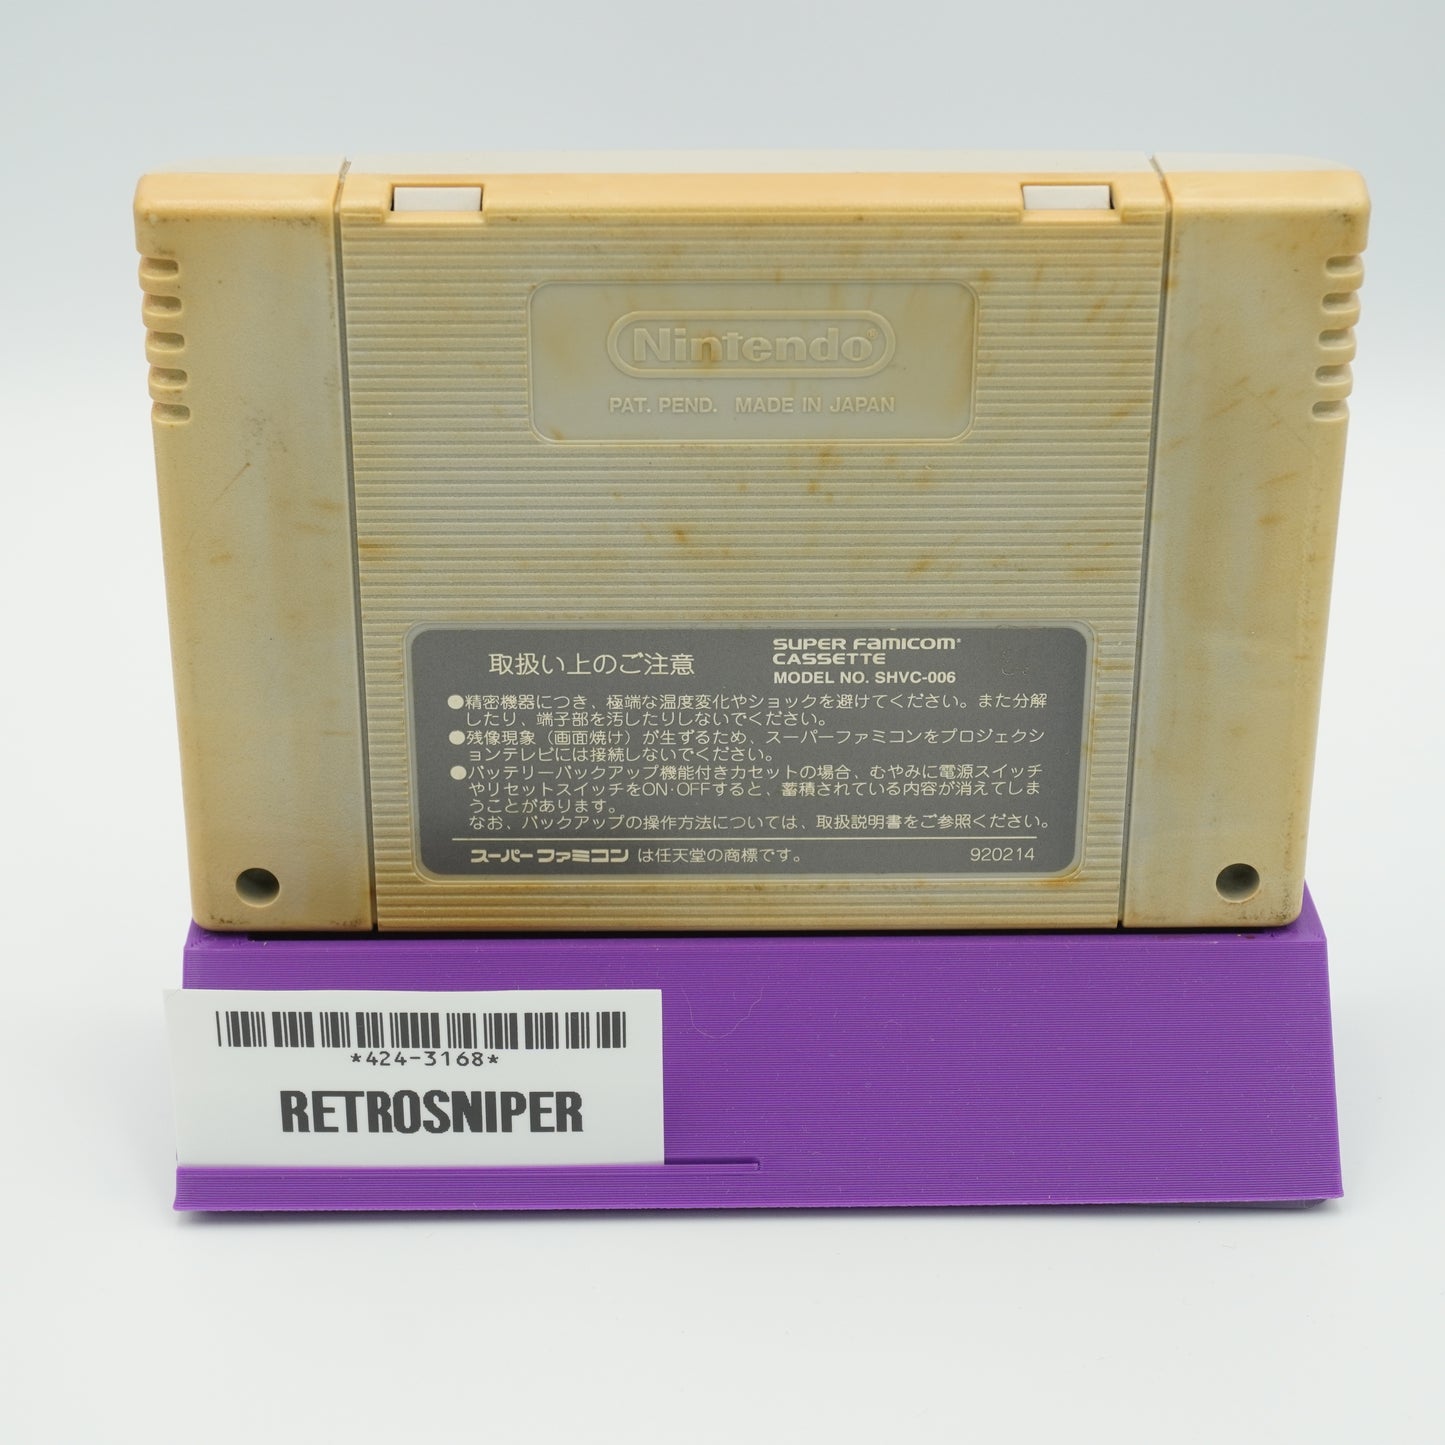 Nintendo®
PAT. PEND. MADE IN JAPAN
取扱い上のご注意
SUPER FAMICOM®
CASSETTE
MODEL NO. SHVC-006
●精密機器につき、極端な温度変化やショックを避けてください。また分解
したり、端子部を汚したりしないでください。
●残像現象（画面焼け）が生ずるため、スーパーファミコンをプロジェクシ
ョンテレビには接続しないでください。
●バッテリーバックアップ機能付きカセットの場合、むやみに電源スイッチ
やリセットスイッチをON・OFFすると、蓄積されている内容が消えてしま
うことがあります。
なお、バックアップの操作方法については、取扱説明書をご参照ください。
スーパーファミコン は任天堂の商標です。
920214
*424-3168*
RETROSNIPER